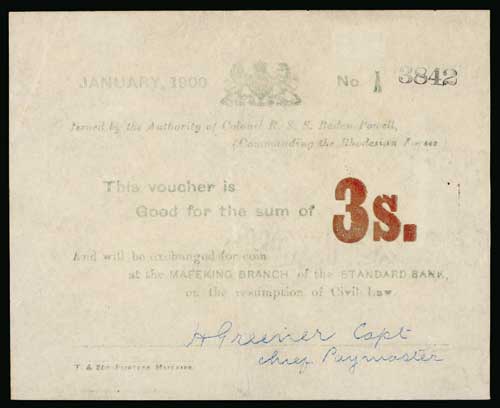 JANUARY, 1900
No. A 3842
Issued by the Authority of Colonel R. S. S. Baden-Powell,
(Commanding the Rhodesian Forces
This voucher is
Good for the sum of 3s.
And will be exchanged for coin
at the MAFEKING BRANCH of the STANDARD BANK,
on the resumption of Civil Law.
H Greener Capt
Chief Paymaster
MAFEKING.